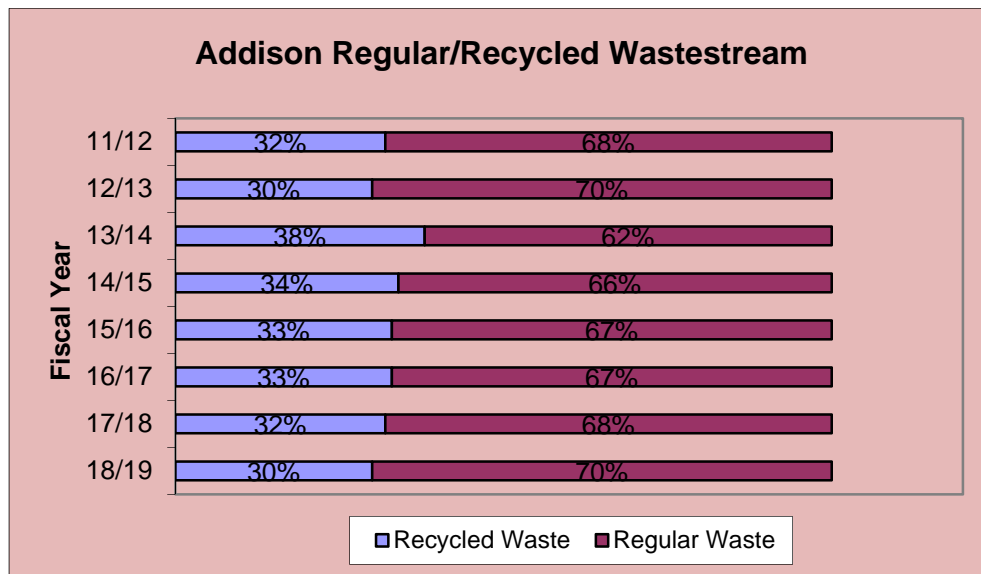 Addison Regular/Recycled Wastestream
Fiscal Year
11/12 32% 68%
12/13 30% 70%
13/14 38% 62%
14/15 34% 66%
15/16 33% 67%
16/17 33% 67%
17/18 32% 68%
18/19 30% 70%
Recycled Waste Regular Waste